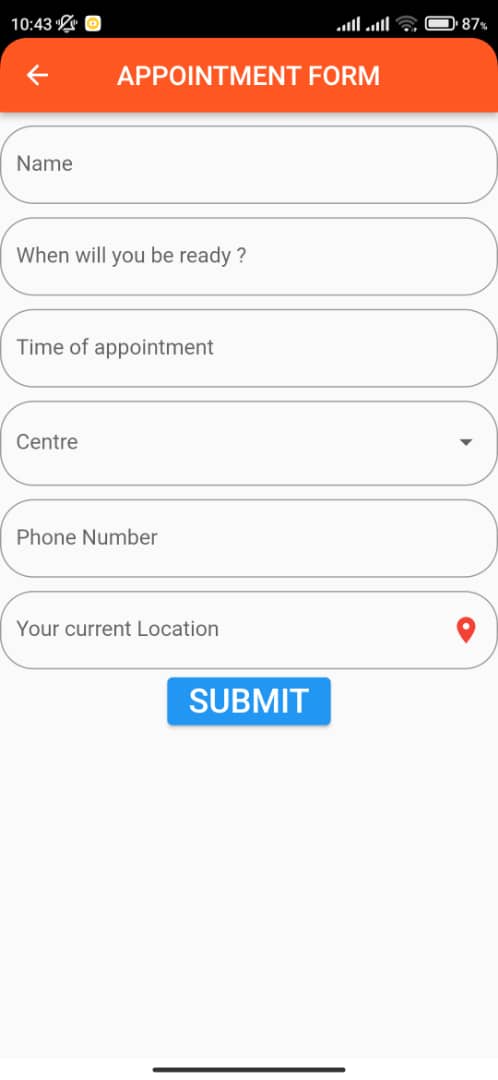 10:43 87%
APPOINTMENT FORM
Name
When will you be ready ?
Time of appointment
Centre
Phone Number
Your current Location
SUBMIT